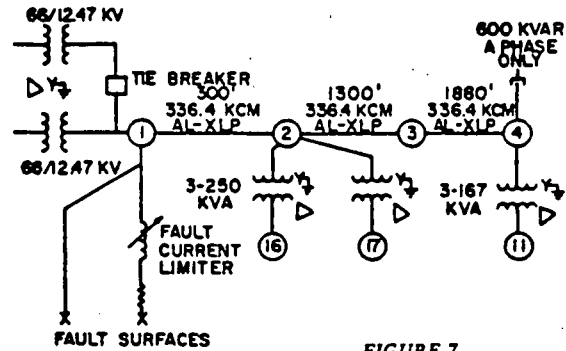 66/12.47 KV
600 KVAR
A PHASE
ONLY
TIE BREAKER
300'
336.4 KCM
AL-XLP
1300'
336.4 KCM
AL-XLP
1880'
336.4 KCM
AL-XLP
1
2
3
4
66/12.47 KV
3-250
KVA
3-167
KVA
FAULT
CURRENT
LIMITER
16
17
11
FAULT SURFACES
FIGURE 7